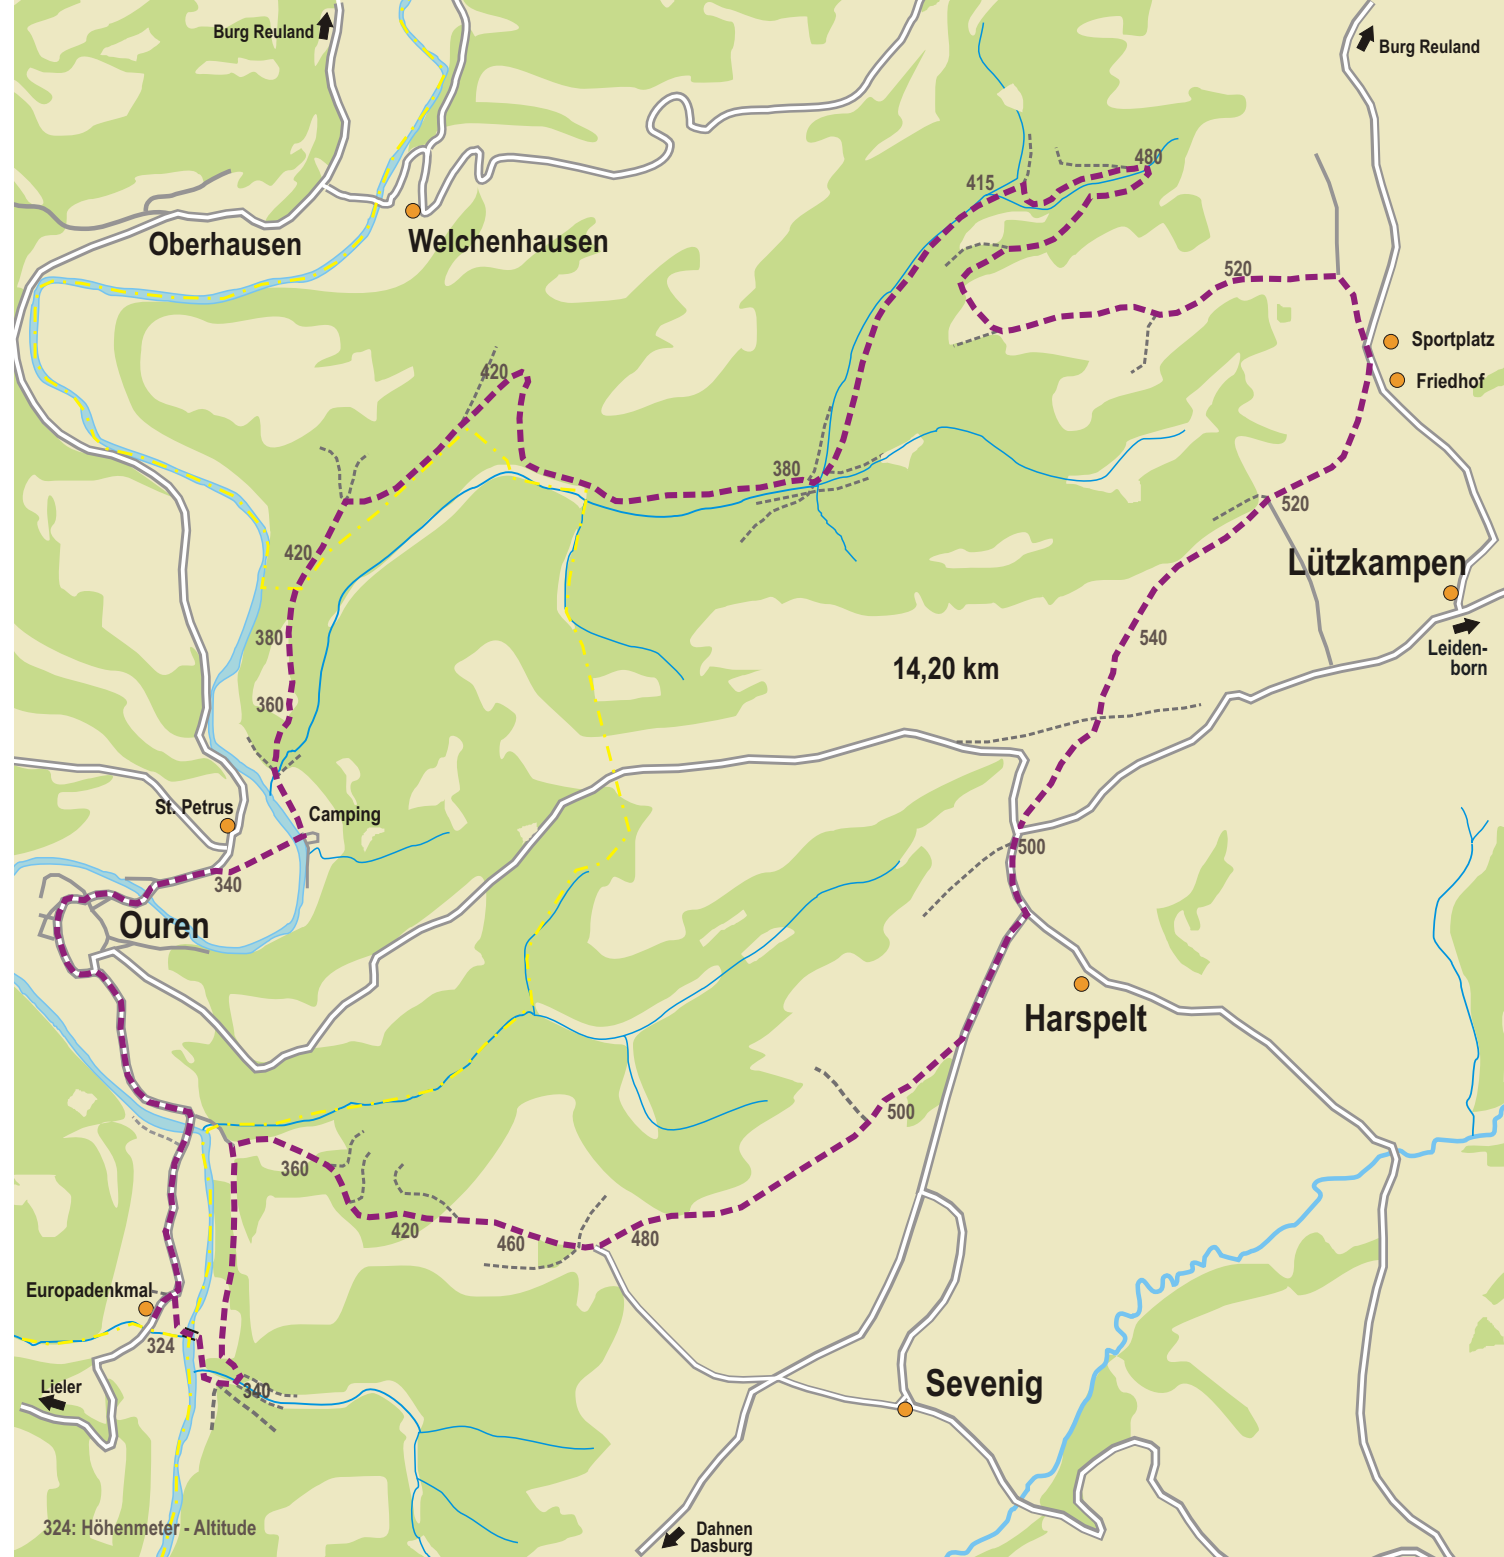 Burg Reuland
Burg Reuland
480
415
Oberhausen
Welchenhausen
520
Sportplatz
420
Friedhof
380
520
420
Lützkampen
380
540
Leiden-
born
14,20 km
360
St. Petrus
Camping
500
340
Ouren
Harspelt
500
360
420
460
480
Europadenkmal
324
340
Lieler
Sevenig
324: Höhenmeter - Altitude
Dahnen
Dasburg